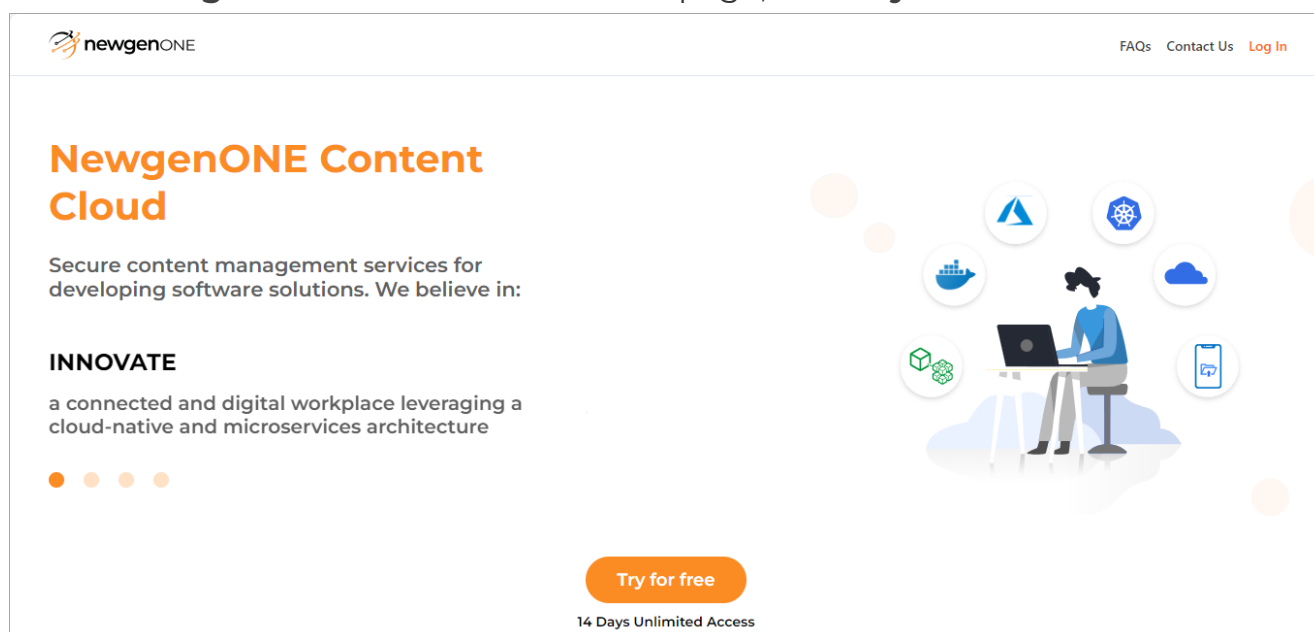 newgenONE
FAQs Contact Us Log In
NewgenONE Content
Cloud
Secure content management services for
developing software solutions. We believe in:
INNOVATE
a connected and digital workplace leveraging a
cloud-native and microservices architecture
Try for free
14 Days Unlimited Access